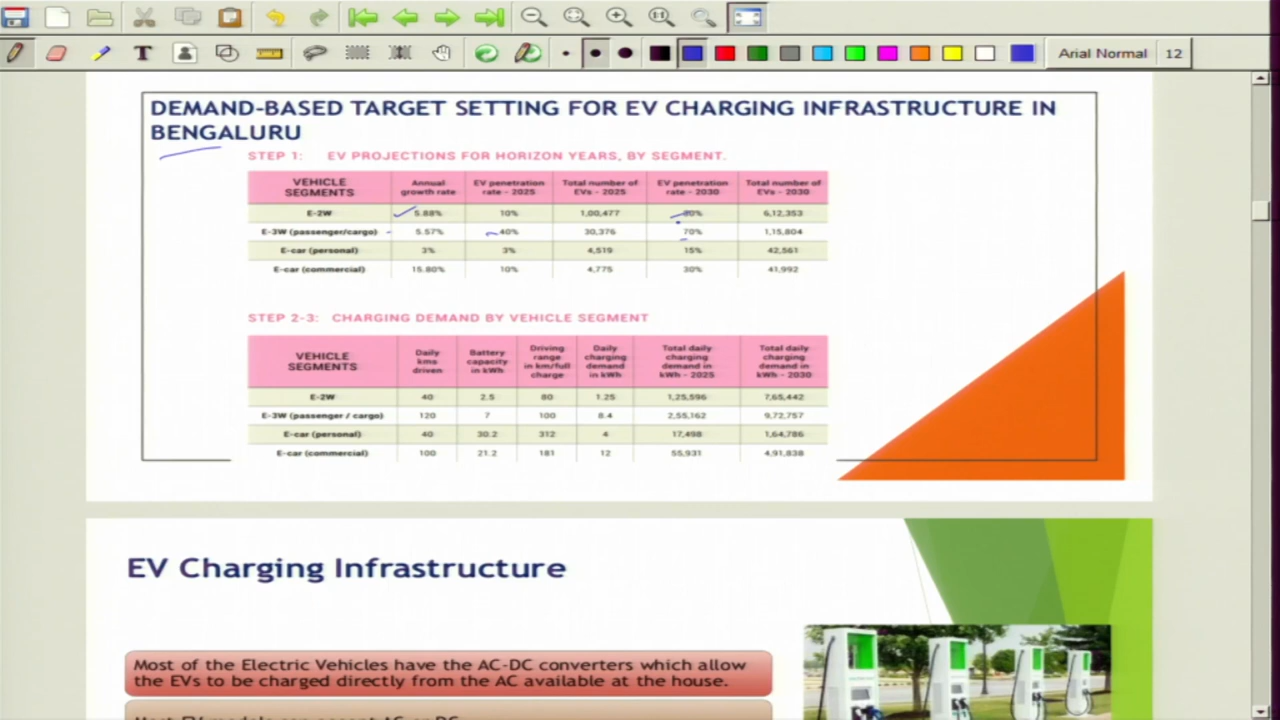 Arial Normal 12
DEMAND-BASED TARGET SETTING FOR EV CHARGING INFRASTRUCTURE IN
BENGALURU
STEP 1: EV PROJECTIONS FOR HORIZON YEARS, BY SEGMENT.
VEHICLE SEGMENTS Annual growth rate EV penetration rate - 2025 Total number of EVs - 2025 EV penetration rate - 2030 Total number of EVs - 2030
E-2W 5.88% 10% 1,00,477 6,12,353
E-3W (passenger/cargo) 5.57% 40% 30,376 70% 1,15,804
E-car (personal) 3% 3% 4,519 15% 42,561
E-car (commercial) 15.80% 10% 4,775 30% 41,992
STEP 2-3: CHARGING DEMAND BY VEHICLE SEGMENT
VEHICLE SEGMENTS Daily kms driven Battery capacity in kWh Driving range in km/full charge Daily charging demand in kWh Total daily charging demand in kWh - 2025 Total daily charging demand in kWh - 2030
E-2W 40 2.5 80 1.25 1,25,596 7,65,442
E-3W (passenger / cargo) 120 7 100 8.4 2,55,162 9,72,757
E-car (personal) 40 30.2 312 4 17,498 1,64,786
E-car (commercial) 100 21.2 181 12 55,931 4,91,838
EV Charging Infrastructure
Most of the Electric Vehicles have the AC-DC converters which allow
the EVs to be charged directly from the AC available at the house.